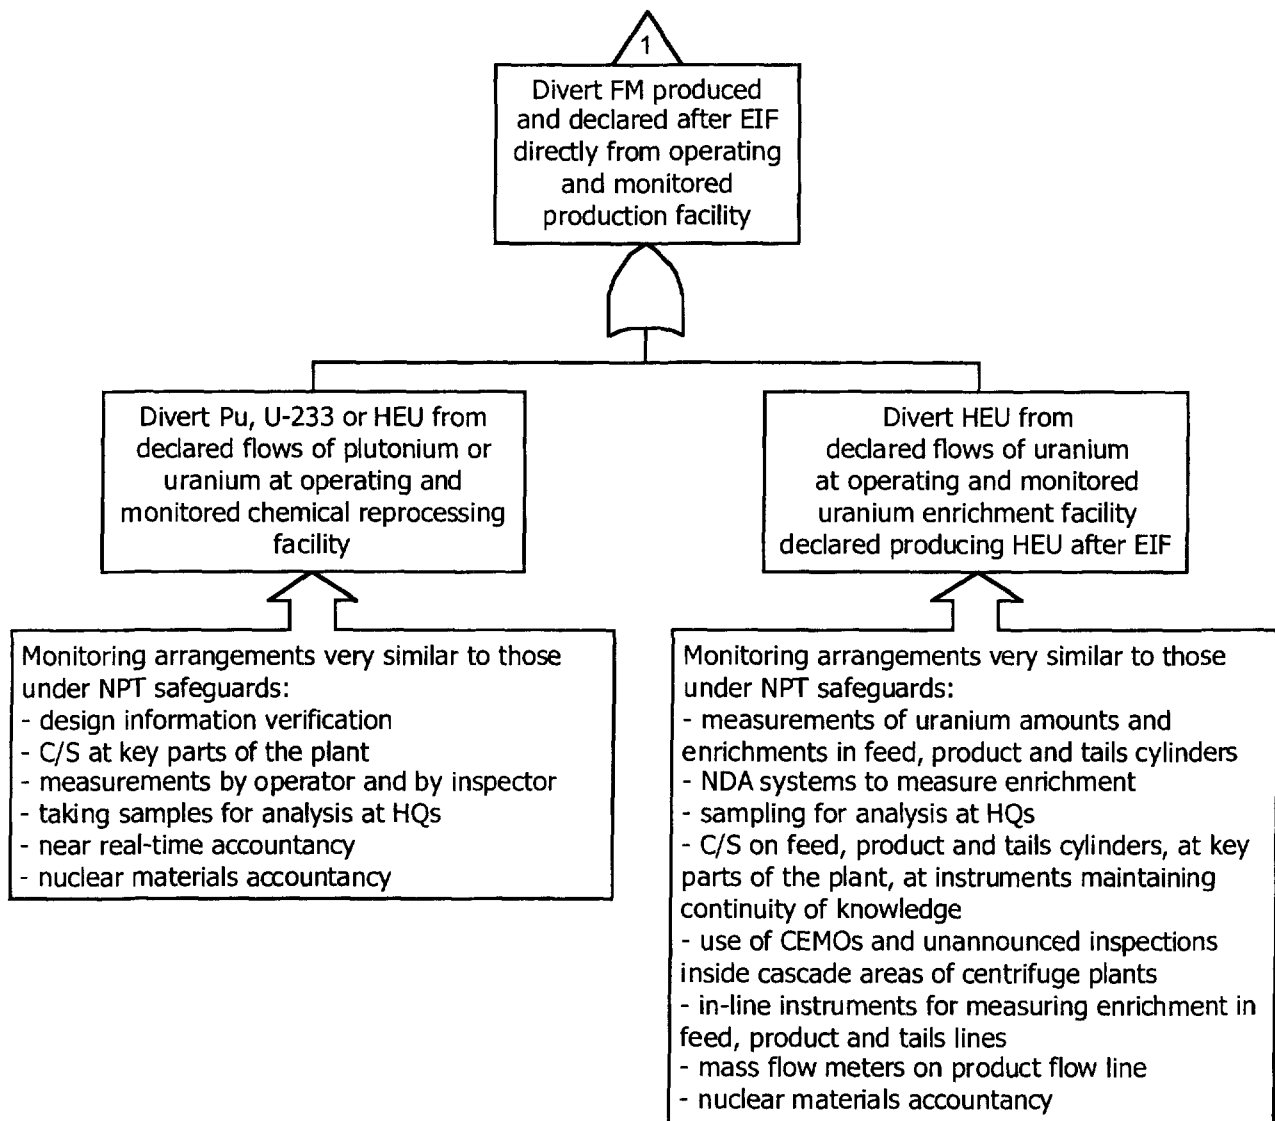 1
Divert FM produced
and declared after EIF
directly from operating
and monitored
production facility
Divert Pu, U-233 or HEU from
declared flows of plutonium or
uranium at operating and
monitored chemical reprocessing
facility
Divert HEU from
declared flows of uranium
at operating and monitored
uranium enrichment facility
declared producing HEU after EIF
Monitoring arrangements very similar to those
under NPT safeguards:
- design information verification
- C/S at key parts of the plant
- measurements by operator and by inspector
- taking samples for analysis at HQs
- near real-time accountancy
- nuclear materials accountancy
Monitoring arrangements very similar to those
under NPT safeguards:
- measurements of uranium amounts and
enrichments in feed, product and tails cylinders
- NDA systems to measure enrichment
- sampling for analysis at HQs
- C/S on feed, product and tails cylinders, at key
parts of the plant, at instruments maintaining
continuity of knowledge
- use of CEMOs and unannounced inspections
inside cascade areas of centrifuge plants
- in-line instruments for measuring enrichment in
feed, product and tails lines
- mass flow meters on product flow line
- nuclear materials accountancy